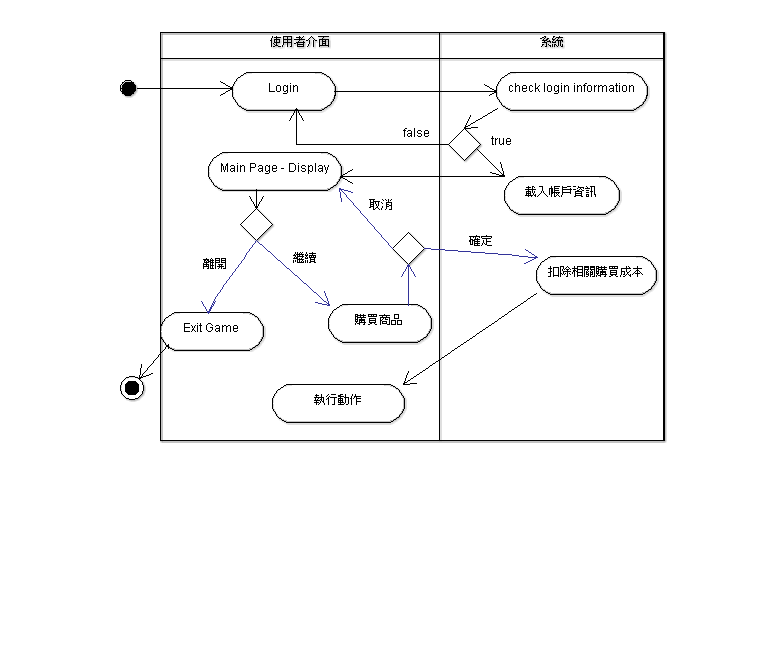 使用者介面
系統
Login
check login information
false
true
Main Page - Display
載入帳戶資訊
取消
確定
離開
繼續
扣除相關購買成本
Exit Game
購買商品
執行動作